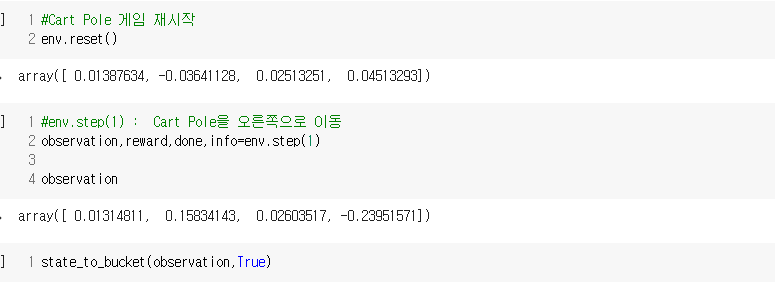 ] 1 #Cart Pole 게임 재시작
2 env.reset()
array([ 0.01387634, -0.03641128, 0.02513251, 0.04513293])
] 1 #env.step(1) : Cart Pole을 오른쪽으로 이동
2 observation,reward,done,info=env.step(1)
3
4 observation
array([ 0.01314811, 0.15834143, 0.02603517, -0.23951571])
] 1 state_to_bucket(observation,True)